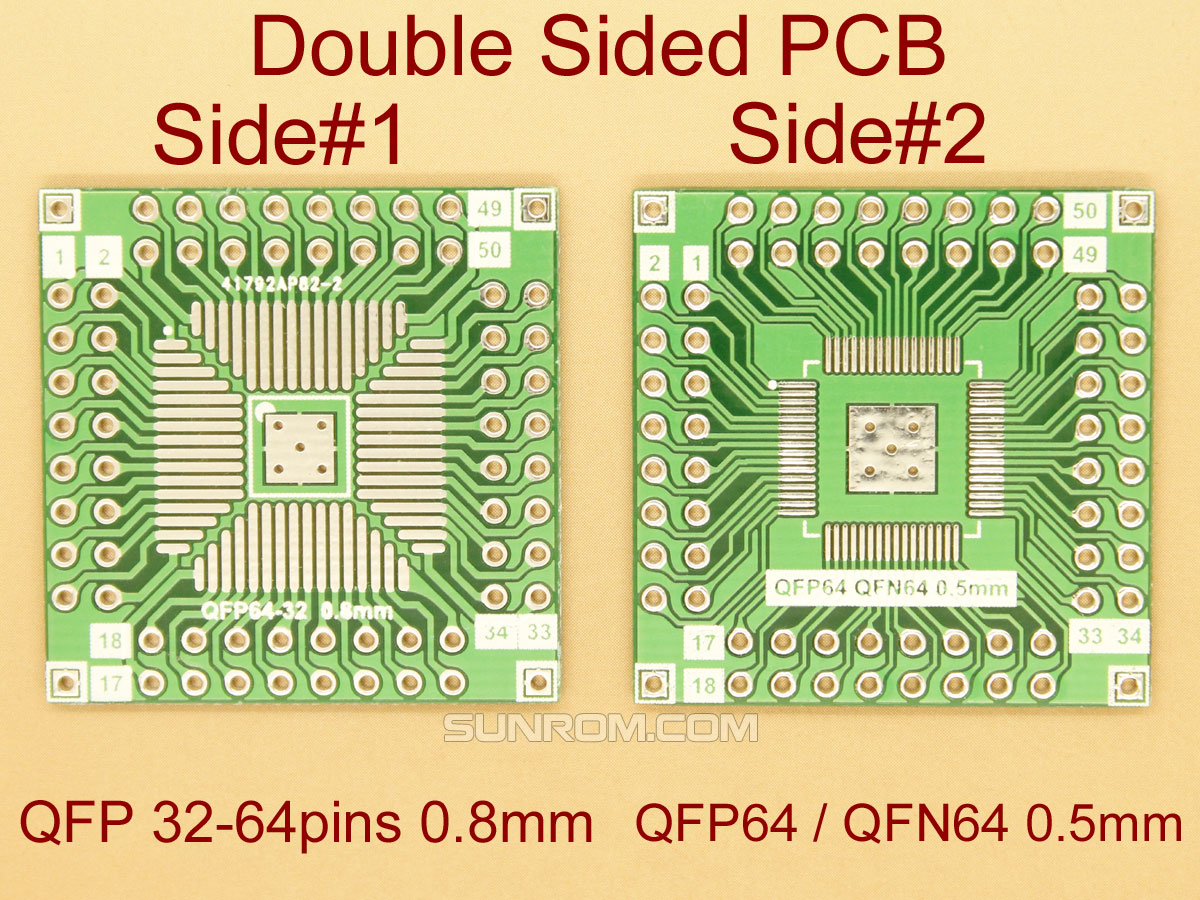 Double Sided PCB
Side#1
Side#2
49
50
1 2
41792AP82-2
QFP64-32 0.8mm
18
34 33
17
50
49
2 1
QFP64 QFN64 0.5mm
17
33 34
18
SUNROM.COM
QFP 32-64pins 0.8mm
QFP64 / QFN64 0.5mm